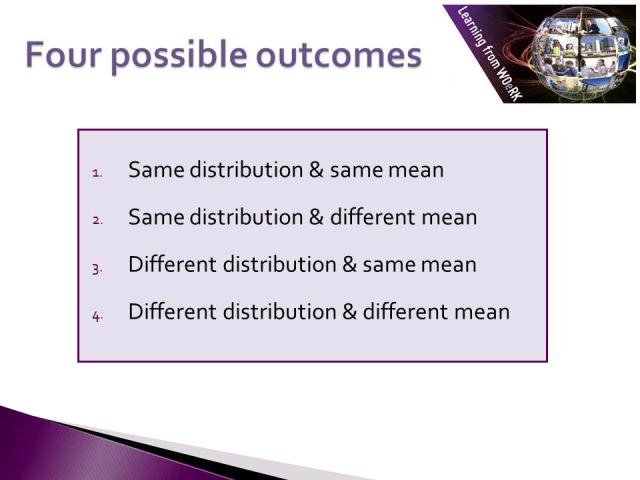 Four possible outcomes
Learning from WOeRK
1. Same distribution & same mean
2. Same distribution & different mean
3. Different distribution & same mean
4. Different distribution & different mean